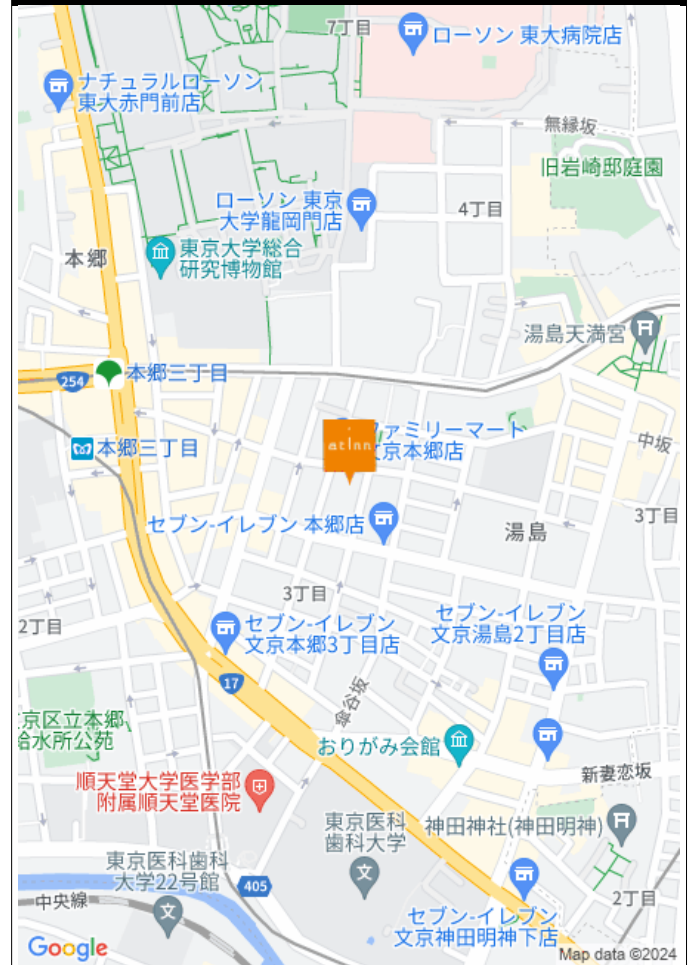 7丁目
ローソン 東大病院店
ナチュラルローソン
東大赤門前店
無縁坂
旧岩崎邸庭園
ローソン 東京
大学龍岡門店
4丁目
本郷
東京大学総合
研究博物館
湯島天満宮
254
本郷三丁目
ファミリーマート
文京本郷店
atinn
中坂
本郷三丁目
セブン-イレブン 本郷店
湯島
3丁目
3丁目
2丁目
セブン-イレブン
文京本郷3丁目店
セブン-イレブン
文京湯島2丁目店
17
傘谷坂
京区立本郷
給水所公苑
おりがみ会館
新妻恋坂
順天堂大学医学部
附属順天堂医院
東京医科
歯科大学
神田神社(神田明神)
東京医科歯科
大学22号館
405
中央線
2丁目
セブン-イレブン
文京神田明神下店
Google
Map data ©2024